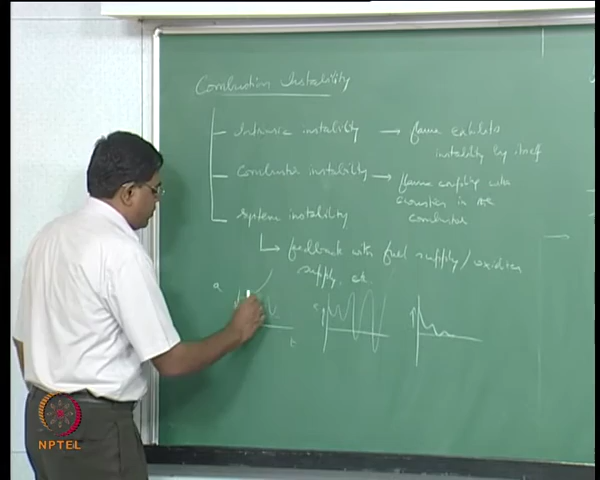 Combustion Instability
Intrinsic instability → flame exhibits
instability by itself
Combustor instability → flame coupling with
acoustics in the
combustor
System instability
feedback with fuel supply/oxidizer
supply, etc.
a
t
NPTEL